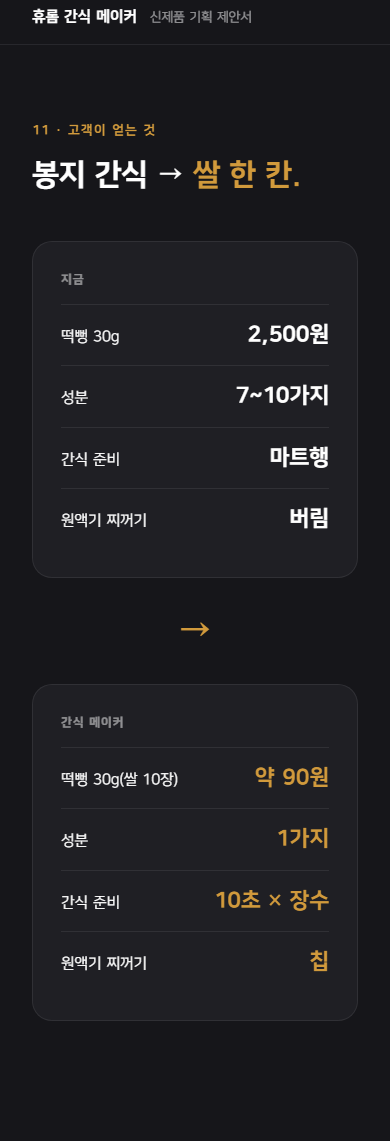 휴롬 간식 메이커 신제품 기획 제안서
11 · 고객이 얻는 것
봉지 간식 → 쌀 한 칸.
지금
떡뻥 30g 2,500원
성분 7~10가지
간식 준비 마트행
원액기 찌꺼기 버림
→
간식 메이커
떡뻥 30g(쌀 10장) 약 90원
성분 1가지
간식 준비 10초 × 장수
원액기 찌꺼기 칩